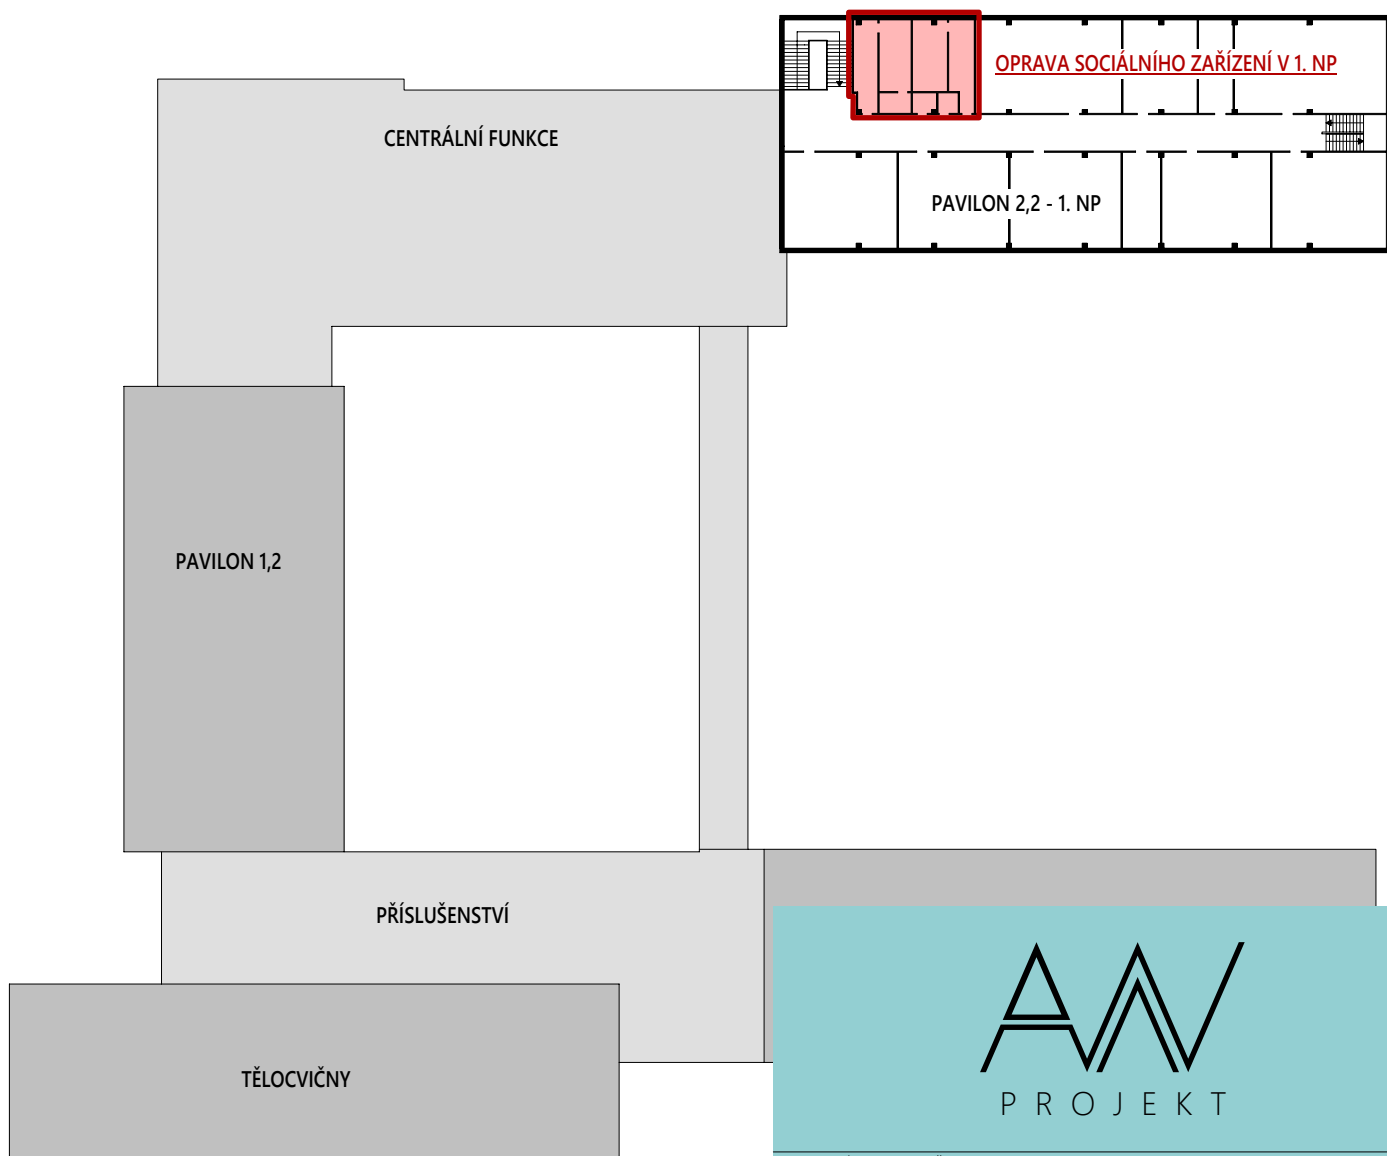 OPRAVA SOCIÁLNÍHO ZAŘÍZENÍ V 1. NP
CENTRÁLNÍ FUNKCE
PAVILON 2,2 - 1. NP
PAVILON 1,2
PŘÍSLUŠENSTVÍ
TĚLOCVIČNY
AW
PROJEKT